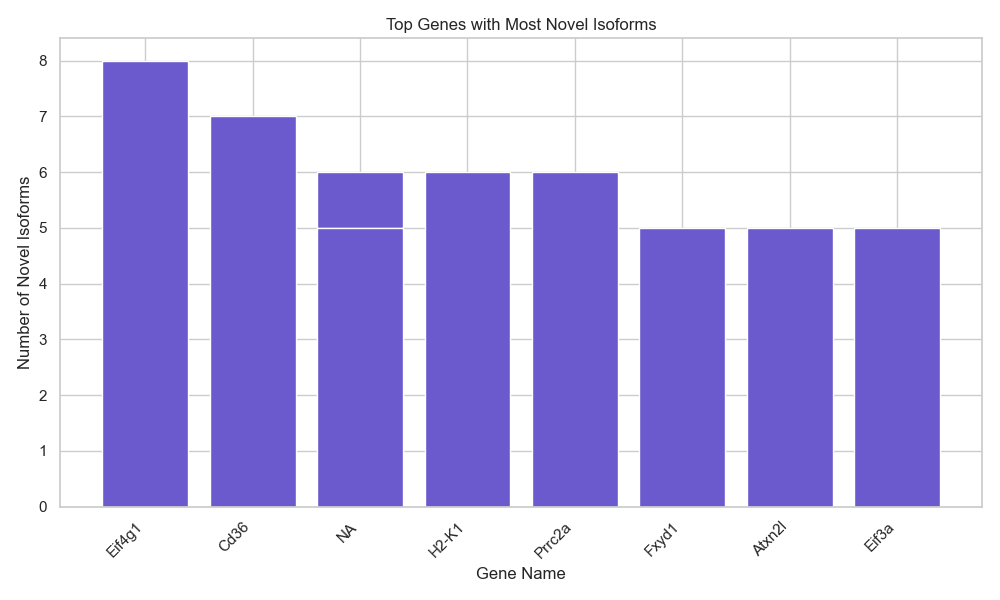 Top Genes with Most Novel Isoforms
Number of Novel Isoforms
8
7
6
5
4
3
2
1
0
Eif4g1
Cd36
NA
H2-K1
Prrc2a
Fxyd1
Atxn2l
Eif3a
Gene Name